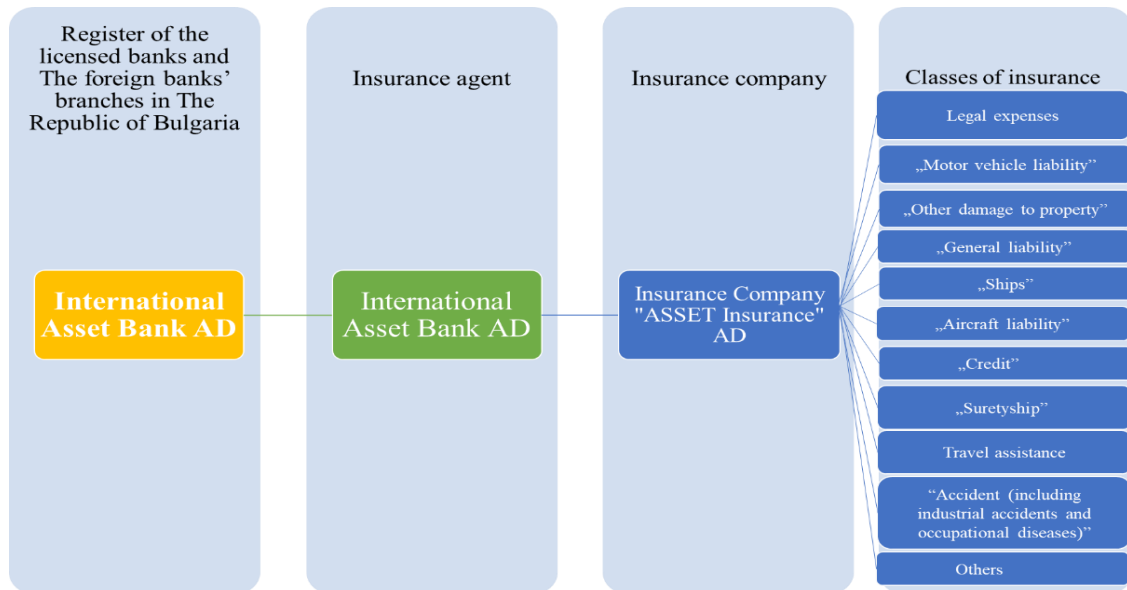 Register of the
licensed banks and
The foreign banks’
branches in The
Republic of Bulgaria
International
Asset Bank AD
Insurance agent
International
Asset Bank AD
Insurance company
Insurance Company
"ASSET Insurance"
AD
Classes of insurance
Legal expenses
„Motor vehicle liability”
„Other damage to property”
„General liability”
„Ships”
„Aircraft liability”
„Credit”
„Suretyship”
Travel assistance
“Accident (including
industrial accidents and
occupational diseases)”
Others